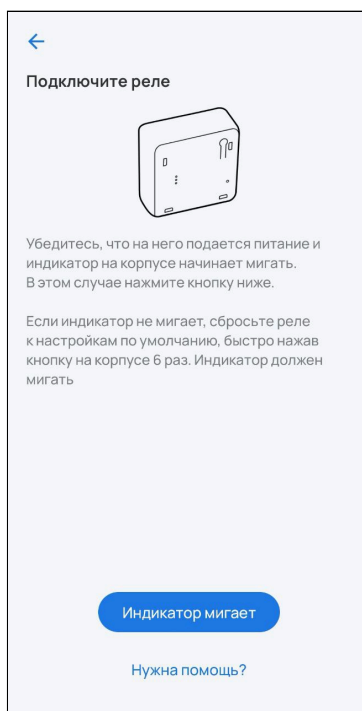 Подключите реле
Убедитесь, что на него подается питание и
индикатор на корпусе начинает мигать.
В этом случае нажмите кнопку ниже.
Если индикатор не мигает, сбросьте реле
к настройкам по умолчанию, быстро нажав
кнопку на корпусе 6 раз. Индикатор должен
мигать
Индикатор мигает
Нужна помощь?